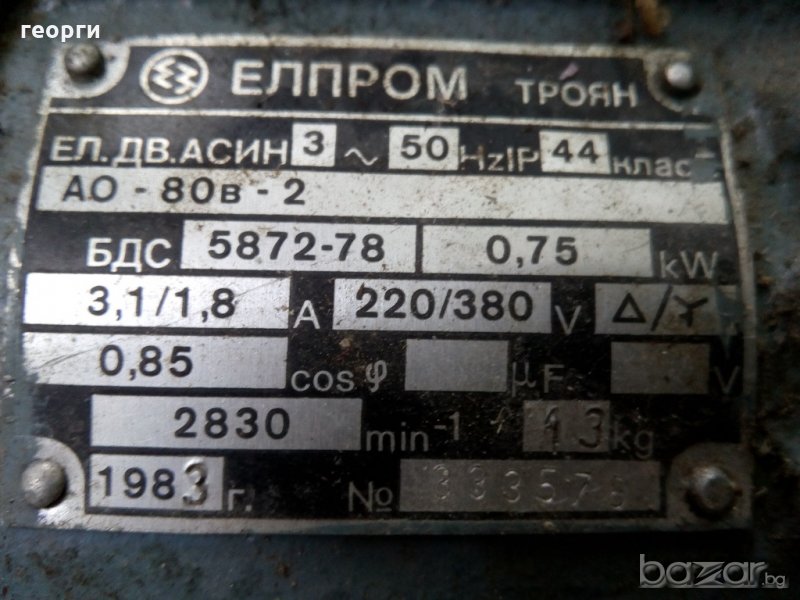 георги
ЕЛПРОМ ТРОЯН
ЕЛ.ДВ.АСИН 3 ~ 50 Hz IP 44 клас
АО - 80в - 2
БДС 5872-78 0,75 kW
3,1/1,8 A 220/380 V Δ/Y
0,85 cos φ μF V
2830 min-1 13 kg
1983 г. №
bazar.bg